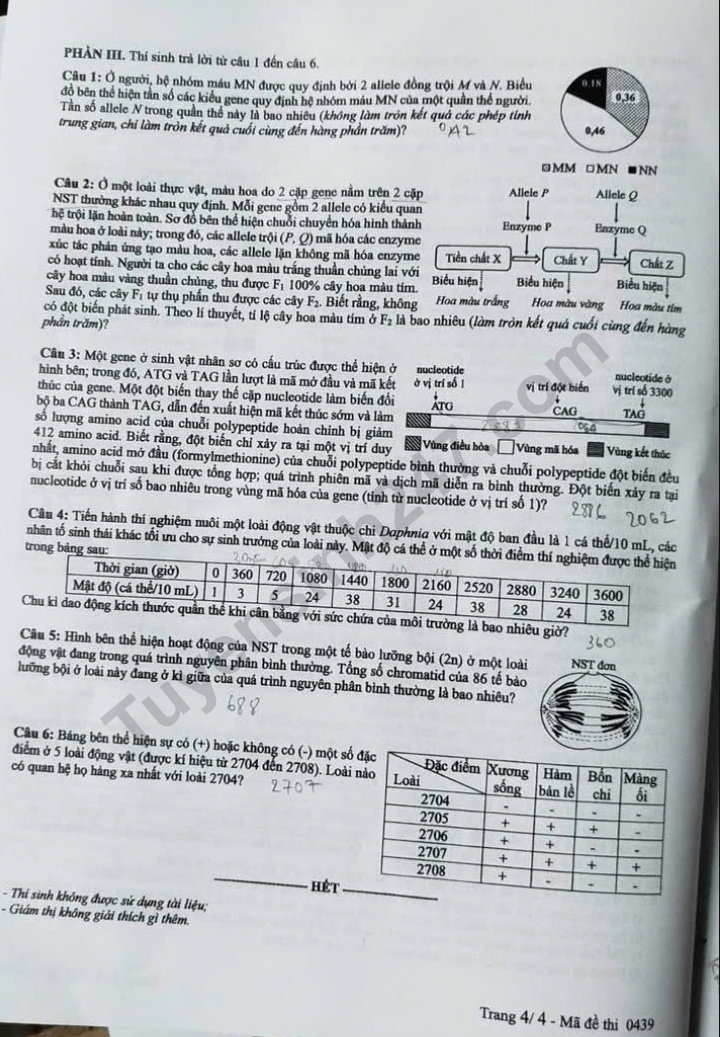 PHẦN III. Thí sinh trả lời từ câu 1 đến câu 6.
Câu 1: Ở người, hệ nhóm máu MN được quy định bởi 2 allele đồng trội M và N. Biểu
đồ bên thể hiện tần số các kiểu gene quy định hệ nhóm máu MN của một quần thể người.
Tần số allele N trong quần thể này là bao nhiêu (không làm tròn kết quả các phép tính
trung gian, chỉ làm tròn kết quả cuối cùng đến hàng phần trăm)?
0,18
0,36
0,46
MM MN NN
Câu 2: Ở một loài thực vật, màu hoa do 2 cặp gene nằm trên 2 cặp
NST thường khác nhau quy định. Mỗi gene gồm 2 allele có kiểu quan
hệ trội lặn hoàn toàn. Sơ đồ bên thể hiện chuỗi chuyển hóa hình thành
màu hoa ở loài này; trong đó, các allele trội (P, Q) mã hóa các enzyme
xúc tác phản ứng tạo màu hoa, các allele lặn không mã hóa enzyme
có hoạt tính. Người ta cho các cây hoa màu trắng thuần chủng lai với
cây hoa màu vàng thuần chủng, thu được F₁ 100% cây hoa màu tím.
Sau đó, các cây F₁ tự thụ phấn thu được các cây F₂. Biết rằng, không
có đột biến phát sinh. Theo lí thuyết, tỉ lệ cây hoa màu tím ở F₂ là bao nhiêu (làm tròn kết quả cuối cùng đến hàng
phần trăm)?
Allele P Allele Q
Enzyme P Enzyme Q
Tiền chất X Chất Y Chất Z
Biểu hiện Biểu hiện Biểu hiện
Hoa màu trắng Hoa màu vàng Hoa màu tím
Câu 3: Một gene ở sinh vật nhân sơ có cấu trúc được thể hiện ở
hình bên; trong đó, ATG và TAG lần lượt là mã mở đầu và mã kết
thúc của gene. Một đột biến thay thế cặp nucleotide làm biến đổi
bộ ba CAG thành TAG, dẫn đến xuất hiện mã kết thúc sớm và làm
số lượng amino acid của chuỗi polypeptide hoàn chỉnh bị giảm
412 amino acid. Biết rằng, đột biến chỉ xảy ra tại một vị trí duy
nhất, amino acid mở đầu (formylmethionine) của chuỗi polypeptide bình thường và chuỗi polypeptide đột biến đều
bị cắt khỏi chuỗi sau khi được tổng hợp; quá trình phiên mã và dịch mã diễn ra bình thường. Đột biến xảy ra tại
nucleotide ở vị trí số bao nhiêu trong vùng mã hóa của gene (tính từ nucleotide ở vị trí số 1)?
2062
nucleotide
ở vị trí số 1
vị trí đột biến
nucleotide ở
vị trí số 3300
ATG CAG TAG
Vùng điều hòa Vùng mã hóa Vùng kết thúc
Câu 4: Tiến hành thí nghiệm nuôi một loài động vật thuộc chi Daphnia với mật độ ban đầu là 1 cá thể/10 mL, các
nhân tố sinh thái khác tối ưu cho sự sinh trưởng của loài này. Mật độ cá thể ở một số thời điểm thí nghiệm được thể hiện
trong bảng sau:
Thời gian (giờ) 0 360 720 1080 1440 1800 2160 2520 2880 3240 3600
Mật độ (cá thể/10 mL) 1 3 5 24 38 31 24 38 28 24 38
Chu kì dao động kích thước quần thể khi cân bằng với sức chứa của môi trường là bao nhiêu giờ?
360
Câu 5: Hình bên thể hiện hoạt động của NST trong một tế bào lưỡng bội (2n) ở một loài
động vật đang trong quá trình nguyên phân bình thường. Tổng số chromatid của 86 tế bào
lưỡng bội ở loài này đang ở kì giữa của quá trình nguyên phân bình thường là bao nhiêu?
688
NST đơn
Câu 6: Bảng bên thể hiện sự có (+) hoặc không có (-) một số đặc
điểm ở 5 loài động vật (được kí hiệu từ 2704 đến 2708). Loài nào
có quan hệ họ hàng xa nhất với loài 2704?
2707
Đặc điểm Xương sống Hàm bản lề Bốn chi Màng ối
Loài
2704 - - - -
2705 + + + -
2706 + + - -
2707 + + + +
2708 + - - -
HẾT
- Thí sinh không được sử dụng tài liệu;
- Giám thị không giải thích gì thêm.
Trang 4/ 4 - Mã đề thi 0439
Tuyensinh247.com